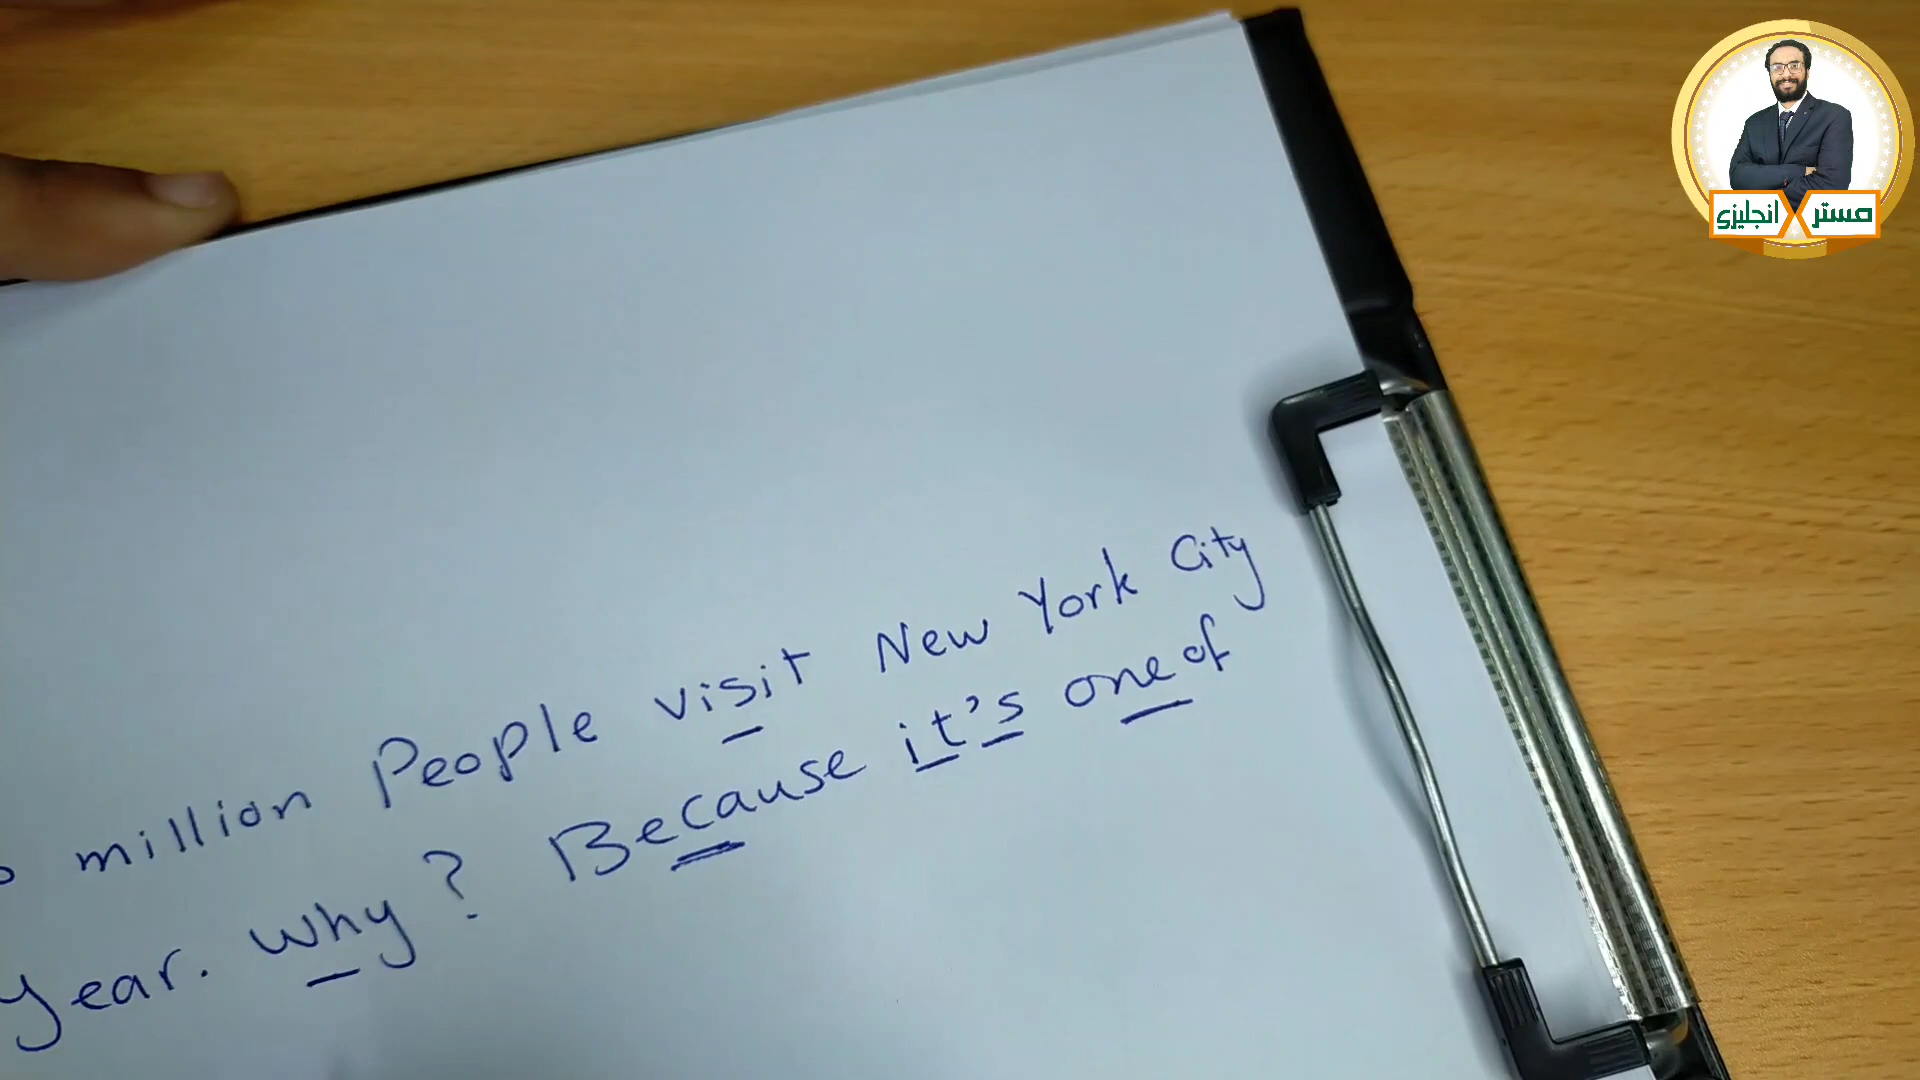 million People visit New York City
year. why? Because it's one of
مستر X انجليزي